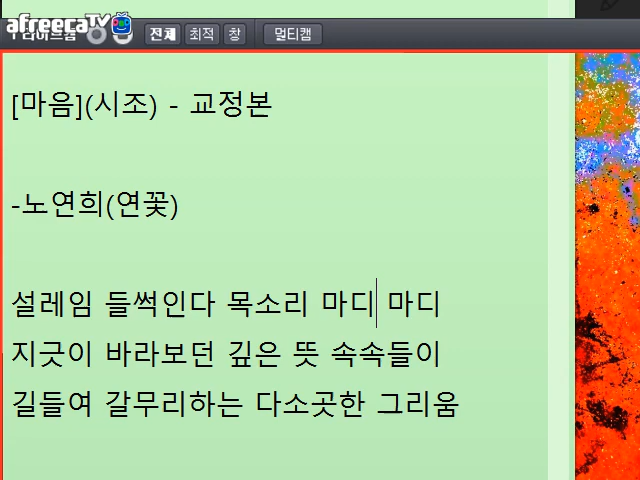 afreecaTV
전체 최적 창 멀티캠
[마음](시조) - 교정본
-노연희(연꽃)
설레임 들썩인다 목소리 마디 마디
지긋이 바라보던 깊은 뜻 속속들이
길들여 갈무리하는 다소곳한 그리움